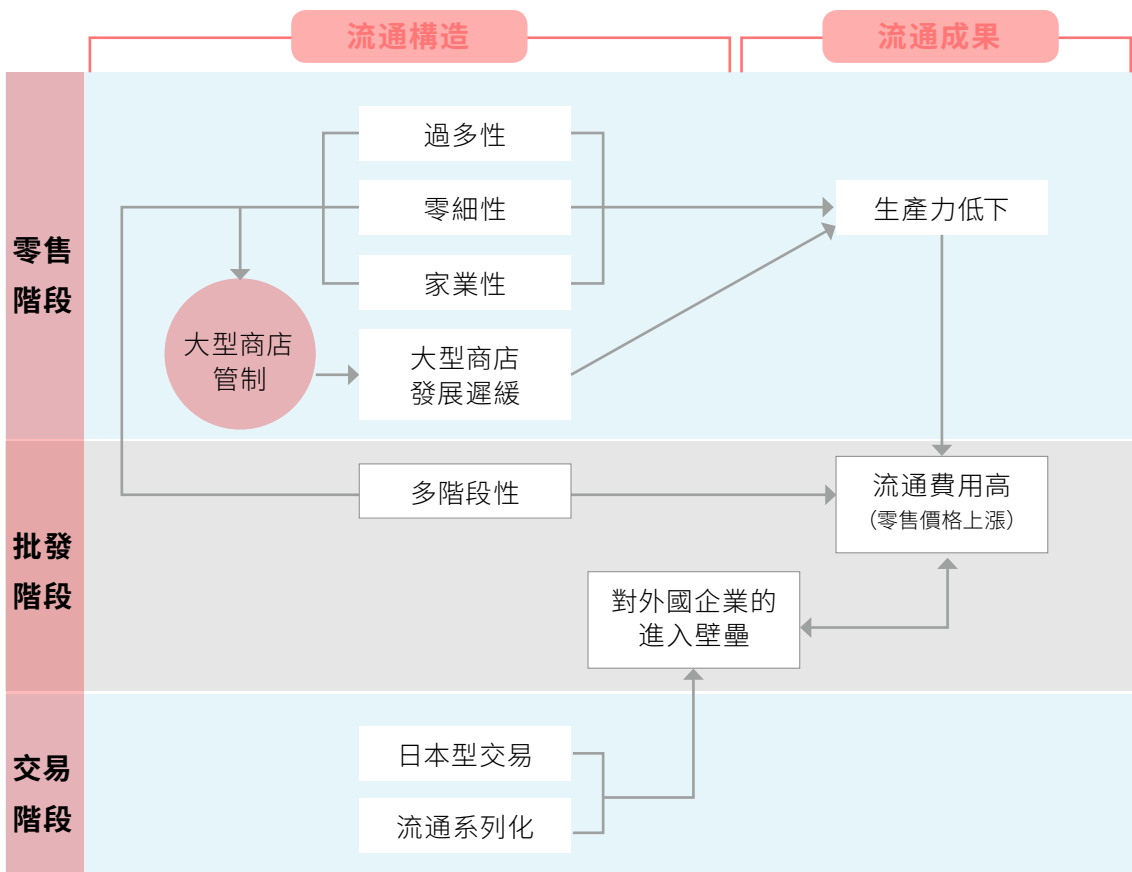 流通構造
流通成果
零售
階段
過多性
零細性
家業性
大型商店
管制
大型商店
發展遲緩
生產力低下
批發
階段
多階段性
流通費用高
（零售價格上漲）
對外國企業的
進入壁壘
交易
階段
日本型交易
流通系列化